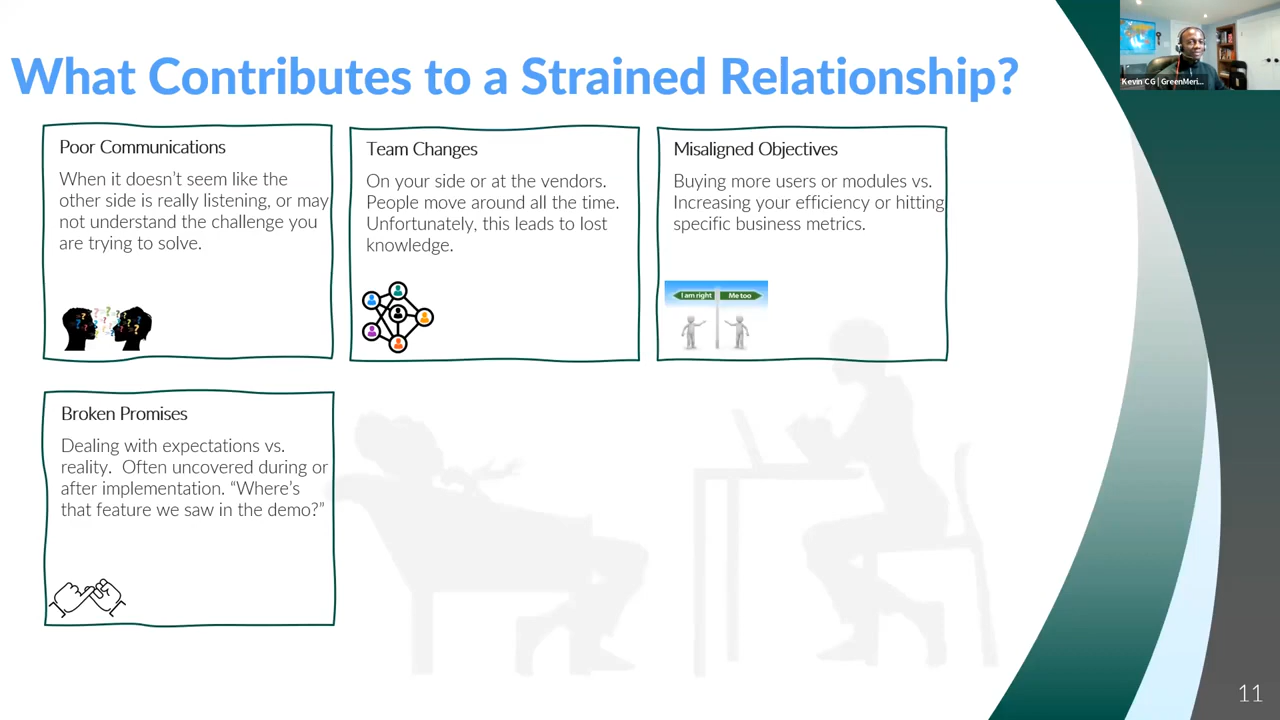 What Contributes to a Strained Relationship?
Kevin CG | GreenMeri...
Poor Communications
When it doesn’t seem like the
other side is really listening, or may
not understand the challenge you
are trying to solve.
Team Changes
On your side or at the vendors.
People move around all the time.
Unfortunately, this leads to lost
knowledge.
Misaligned Objectives
Buying more users or modules vs.
Increasing your efficiency or hitting
specific business metrics.
I am right
Me too
Broken Promises
Dealing with expectations vs.
reality.  Often uncovered during or
after implementation. “Where’s
that feature we saw in the demo?”
11